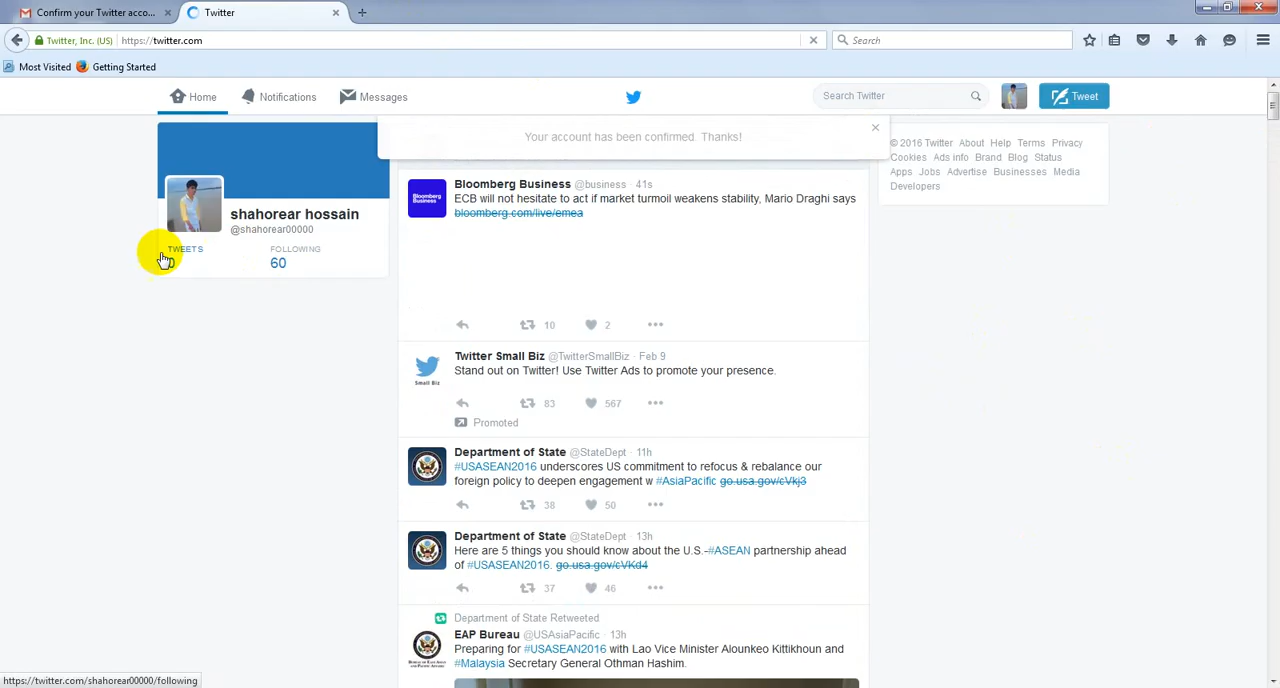 Confirm your Twitter acco...
Twitter
Twitter, Inc. (US)
https://twitter.com
Search
Most Visited
Getting Started
Home
Notifications
Messages
Search Twitter
Tweet
Your account has been confirmed. Thanks!
shahorear hossain
@shahorear00000
TWEETS
FOLLOWING
60
Bloomberg Business @business · 41s
ECB will not hesitate to act if market turmoil weakens stability, Mario Draghi says
bloomberg.com/live/emea
Bloomberg
Business
10
2
Twitter Small Biz @TwitterSmallBiz · Feb 9
Stand out on Twitter! Use Twitter Ads to promote your presence.
Small Biz
83
567
Promoted
Department of State @StateDept · 11h
#USASEAN2016 underscores US commitment to refocus & rebalance our
foreign policy to deepen engagement w #AsiaPacific go.usa.gov/cVkj3
38
50
Department of State @StateDept · 13h
Here are 5 things you should know about the U.S.-#ASEAN partnership ahead
of #USASEAN2016. go.usa.gov/cVKd4
37
46
Department of State Retweeted
EAP Bureau @USAsiaPacific · 13h
Preparing for #USASEAN2016 with Lao Vice Minister Alounkeo Kittikhoun and
#Malaysia Secretary General Othman Hashim.
© 2016 Twitter About Help Terms Privacy
Cookies Ads info Brand Blog Status
Apps Jobs Advertise Businesses Media
Developers
https://twitter.com/shahorear00000/following